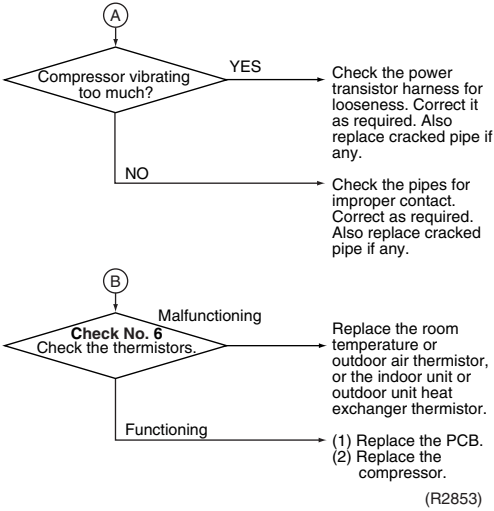 A
Compressor vibrating
too much?
YES
Check the power
transistor harness for
looseness. Correct it
as required. Also
replace cracked pipe if
any.
NO
Check the pipes for
improper contact.
Correct as required.
Also replace cracked
pipe if any.
B
Malfunctioning
Check No. 6
Check the thermistors.
Replace the room
temperature or
outdoor air thermistor,
or the indoor unit or
outdoor unit heat
exchanger thermistor.
Functioning
(1) Replace the PCB.
(2) Replace the
compressor.
(R2853)